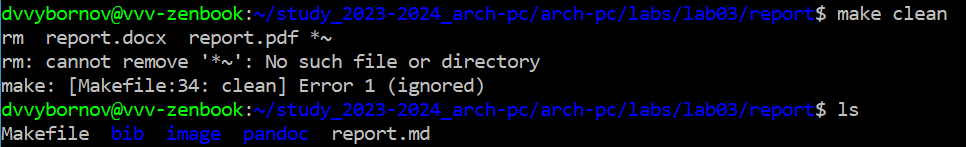 dvvybornov@vvv-zenbook:~/study_2023-2024_arch-pc/arch-pc/labs/lab03/report$ make clean
rm  report.docx  report.pdf *~
rm: cannot remove '*~': No such file or directory
make: [Makefile:34: clean] Error 1 (ignored)
dvvybornov@vvv-zenbook:~/study_2023-2024_arch-pc/arch-pc/labs/lab03/report$ ls
Makefile  bib  image  pandoc  report.md